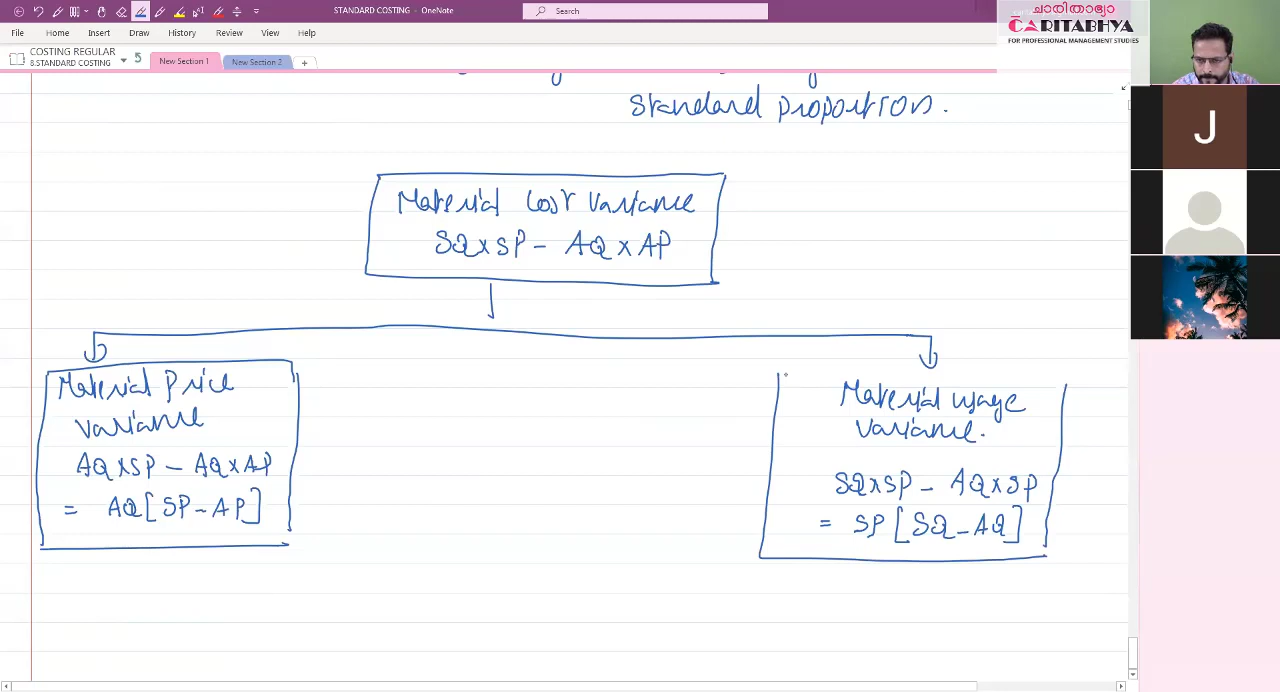 STANDARD COSTING - OneNote
Search
ചാരിതാഭ്യാ
CARITABHYA
FOR PROFESSIONAL MANAGEMENT STUDIES
File Home Insert Draw History Review View Help
COSTING REGULAR
8.STANDARD COSTING
5
New Section 1
New Section 2
+
Standard proportion.
Material cost variance
SQ×SP - AQ×AP
Material Price
variance
AQ×SP - AQ×AP
= AQ[SP-AP]
Material usage
variance.
SQ×SP - AQ×SP
= SP[SQ-AQ]
J